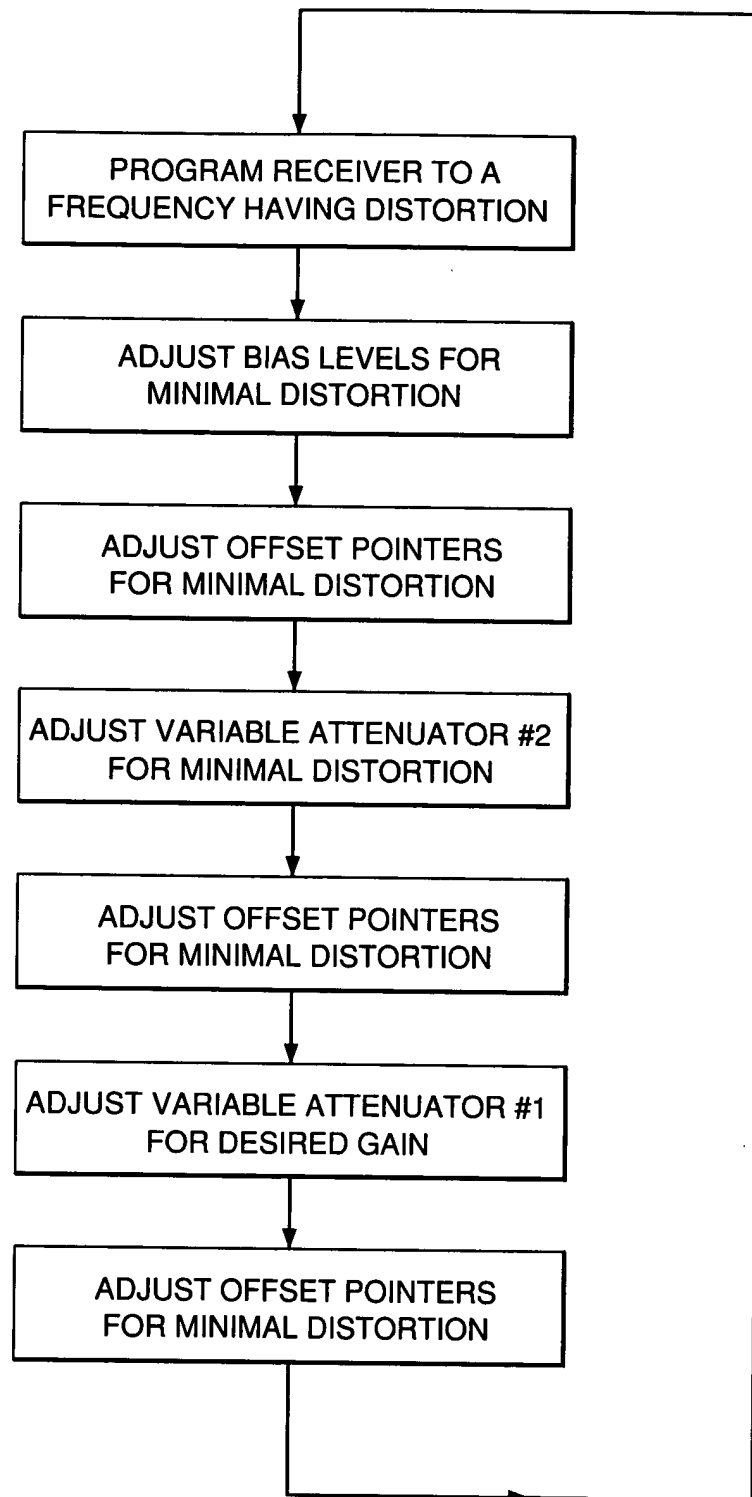 PROGRAM RECEIVER TO A
FREQUENCY HAVING DISTORTION
ADJUST BIAS LEVELS FOR
MINIMAL DISTORTION
ADJUST OFFSET POINTERS
FOR MINIMAL DISTORTION
ADJUST VARIABLE ATTENUATOR #2
FOR MINIMAL DISTORTION
ADJUST OFFSET POINTERS
FOR MINIMAL DISTORTION
ADJUST VARIABLE ATTENUATOR #1
FOR DESIRED GAIN
ADJUST OFFSET POINTERS
FOR MINIMAL DISTORTION